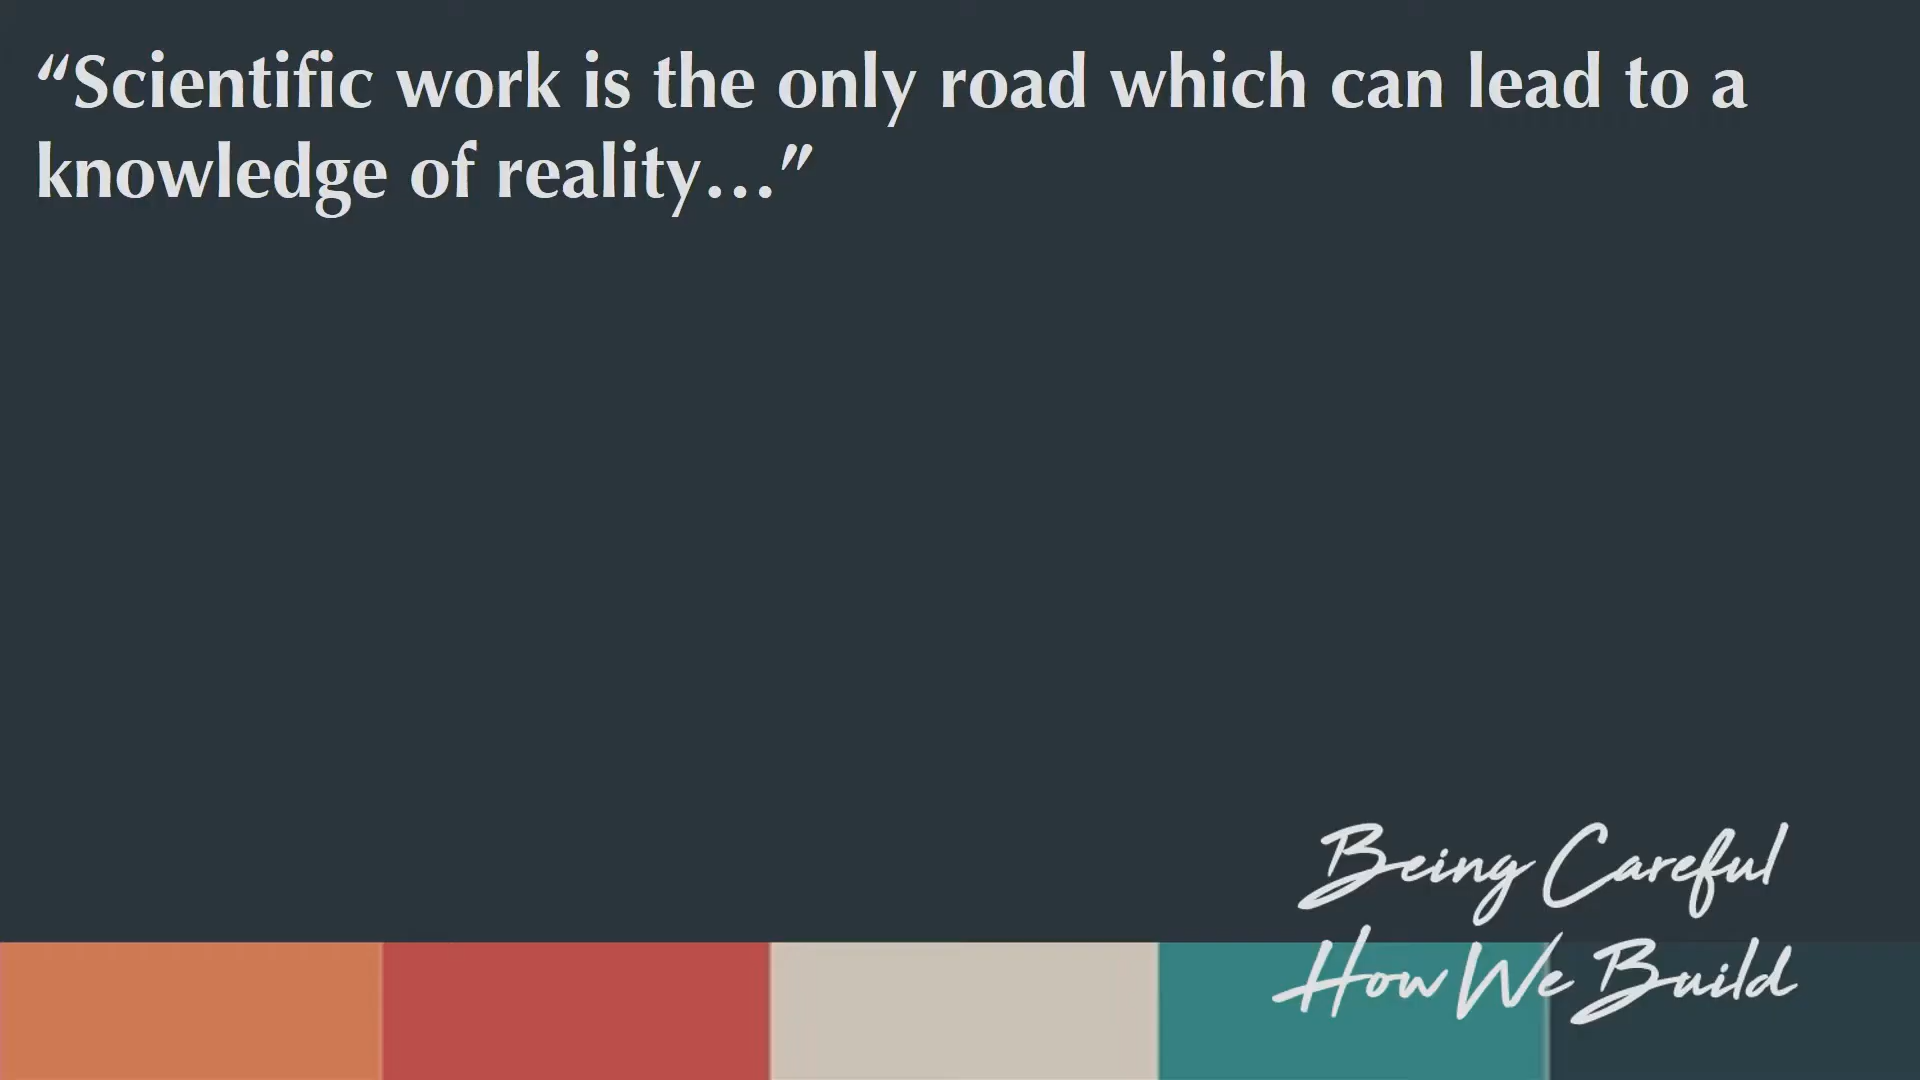 “Scientific work is the only road which can lead to a
knowledge of reality…”
Being Careful
How We Build